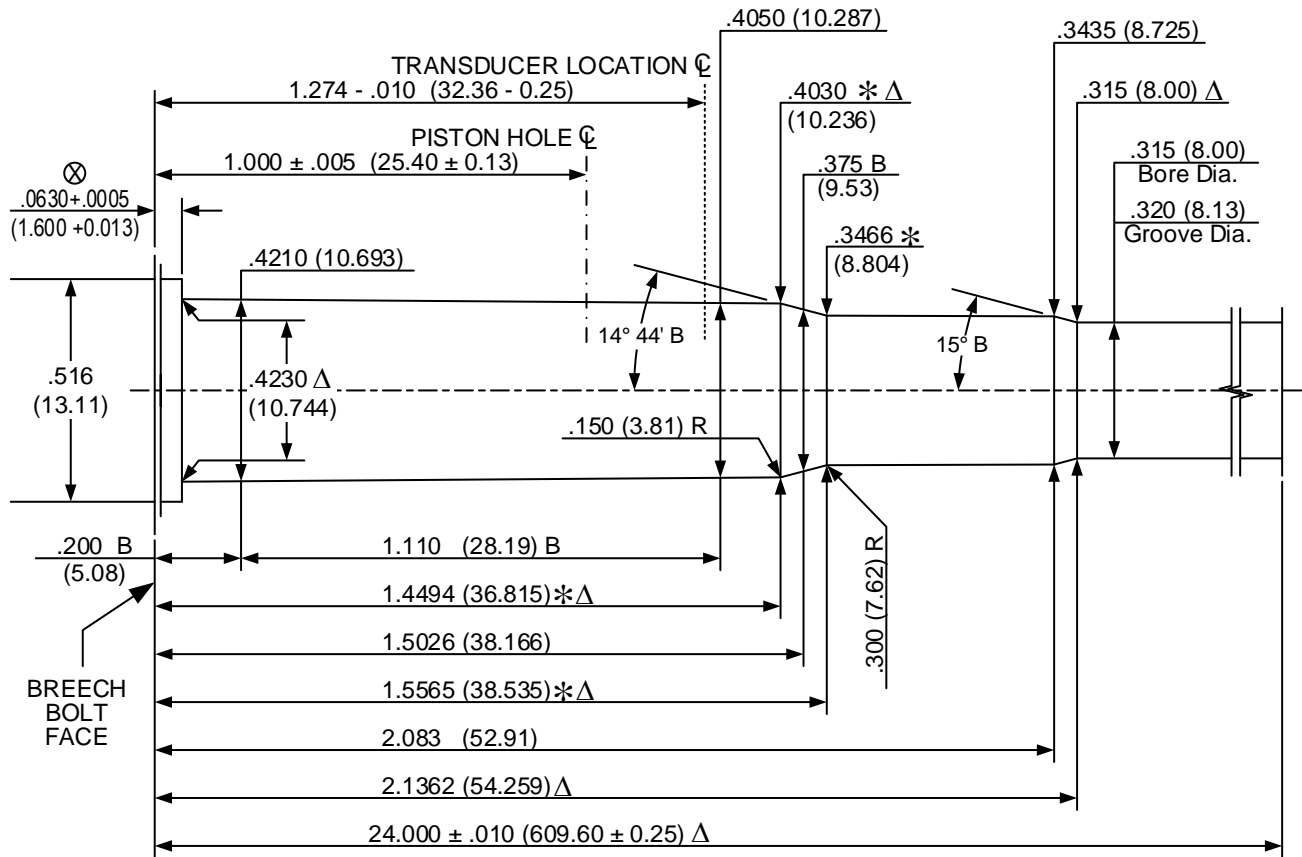 .4050 (10.287)
.3435 (8.725)
TRANSDUCER LOCATION ℄
1.274 - .010 (32.36 - 0.25)
.4030 ✻ Δ
(10.236)
.315 (8.00) Δ
PISTON HOLE ℄
1.000 ± .005 (25.40 ± 0.13)
⊗
.0630+.0005
(1.600 +0.013)
.375 B
(9.53)
.315 (8.00)
Bore Dia.
.320 (8.13)
Groove Dia.
.3466 ✻
(8.804)
.4210 (10.693)
14° 44' B
15° B
.516
(13.11)
.4230 Δ
(10.744)
.150 (3.81) R
.300 (7.62) R
.200 B
(5.08)
1.110 (28.19) B
1.4494 (36.815)✻Δ
1.5026 (38.166)
1.5565 (38.535)✻Δ
BREECH
BOLT
FACE
2.083 (52.91)
2.1362 (54.259)Δ
24.000 ± .010 (609.60 ± 0.25) Δ